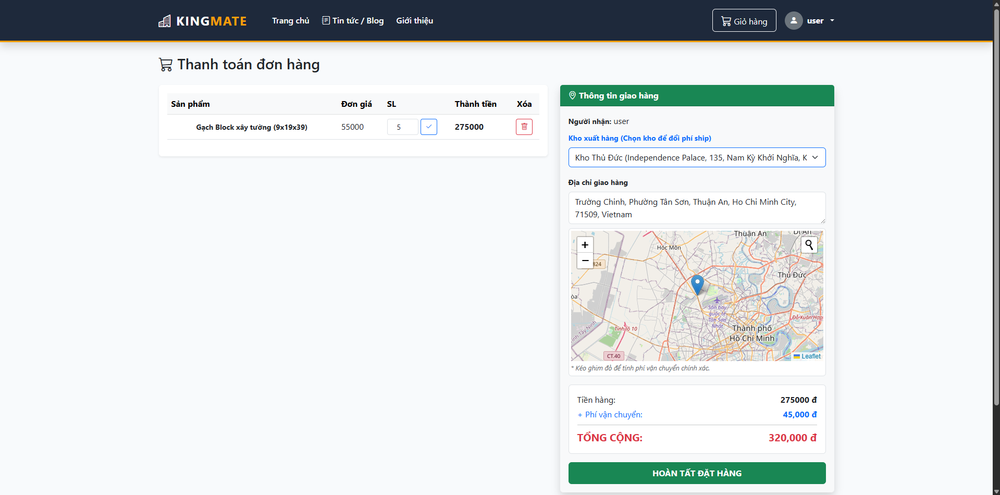 KINGMATE
Trang chủ
Tin tức / Blog
Giới thiệu
Giỏ hàng
user
Thanh toán đơn hàng
Sản phẩm Đơn giá SL Thành tiền Xóa
Gạch Block xây tường (9x19x39) 55000 5 275000
Thông tin giao hàng
Người nhận: user
Kho xuất hàng (Chọn kho để đổi phí ship)
Kho Thủ Đức (Independence Palace, 135, Nam Kỳ Khởi Nghĩa, K
Địa chỉ giao hàng
Trường Chinh, Phường Tân Sơn, Thuận An, Ho Chi Minh City,
71509, Vietnam
+
−
Thuận An
Dĩ An
Hóc Môn
824
Thủ Đức
òa
Sân bay
quốc tế
Tân Sơn
Nhất
Đỗ Xuân Hợp
Tỉnh lộ 10
Tỉnh Tây Ninh
Thành phố
Hồ Chí Minh
CT.40
Leaflet
* Kéo ghim đỏ để tính phí vận chuyển chính xác.
Tiền hàng: 275000 đ
+ Phí vận chuyển: 45,000 đ
TỔNG CỘNG: 320,000 đ
HOÀN TẤT ĐẶT HÀNG